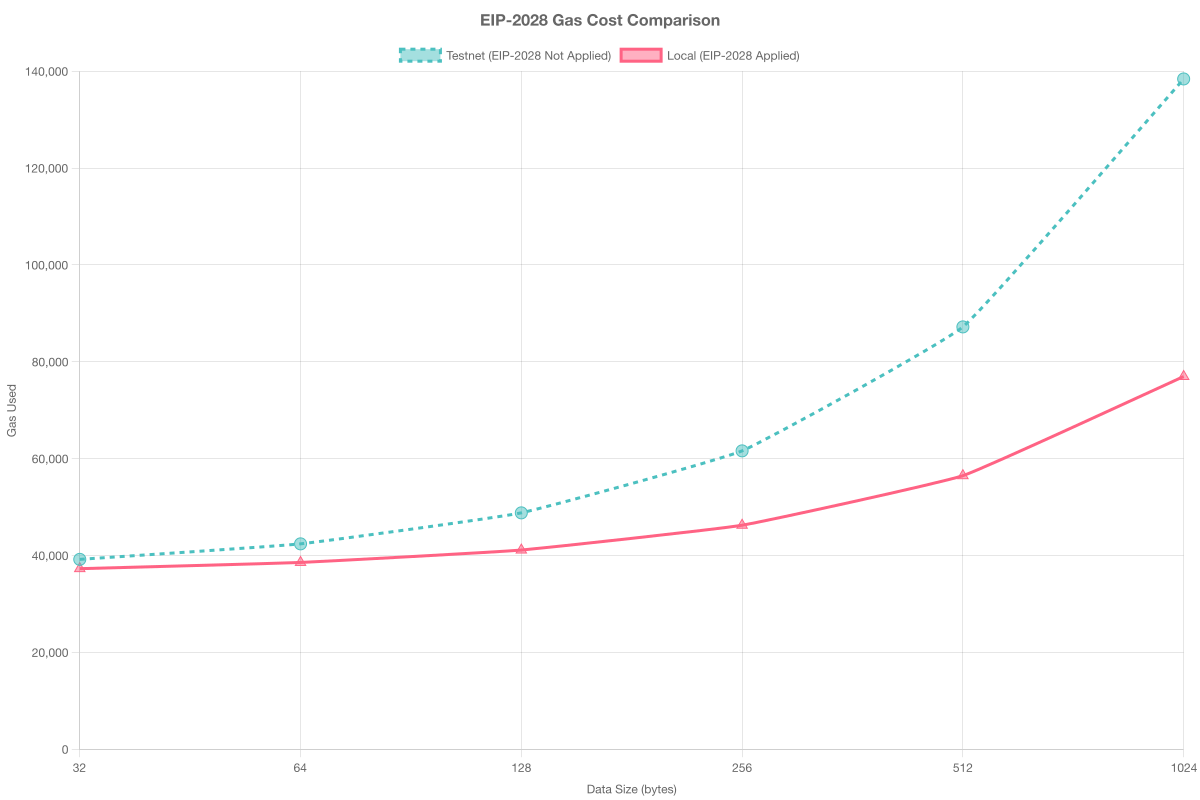 EIP-2028 Gas Cost Comparison
Testnet (EIP-2028 Not Applied) Local (EIP-2028 Applied)
140,000
120,000
100,000
80,000
60,000
40,000
20,000
0
Gas Used
32 64 128 256 512 1024
Data Size (bytes)